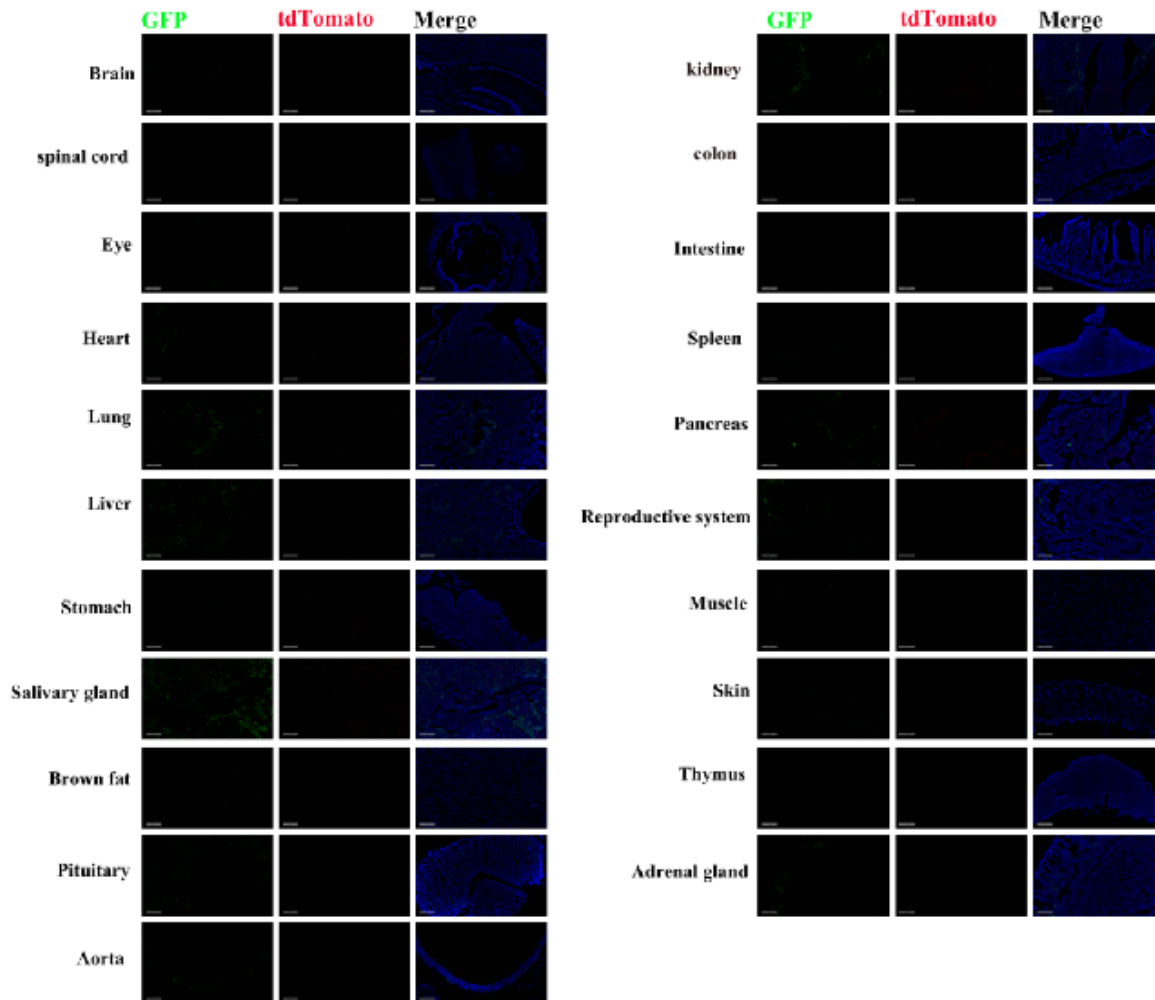 GFP tdTomato Merge
Brain
spinal cord
Eye
Heart
Lung
Liver
Stomach
Salivary gland
Brown fat
Pituitary
Aorta
GFP tdTomato Merge
kidney
colon
Intestine
Spleen
Pancreas
Reproductive system
Muscle
Skin
Thymus
Adrenal gland